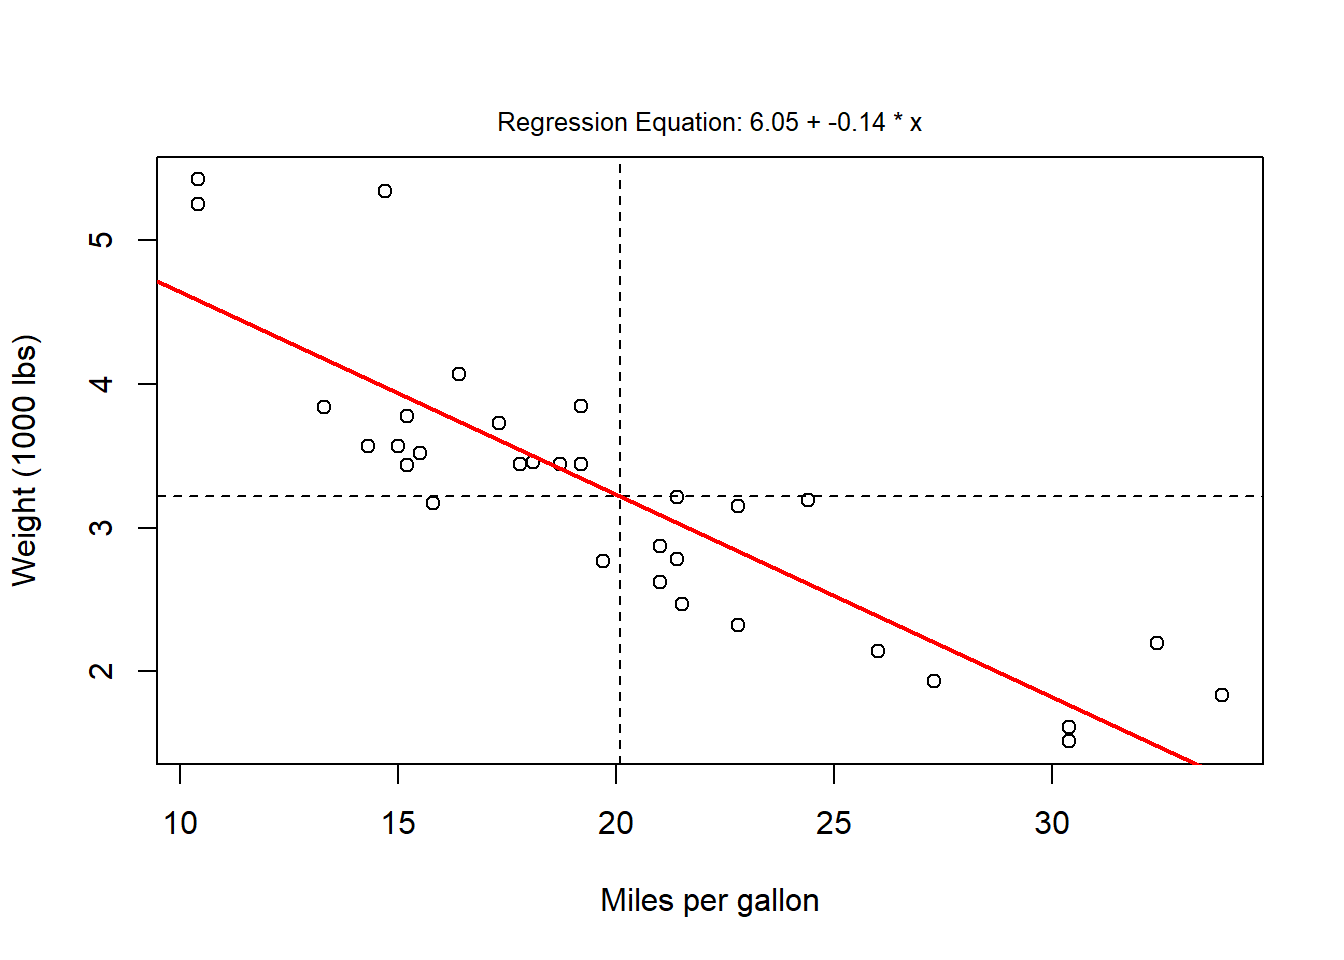 Regression Equation: 6.05 + -0.14 * x
5
4
3
2
Weight (1000 lbs)
10 15 20 25 30
Miles per gallon